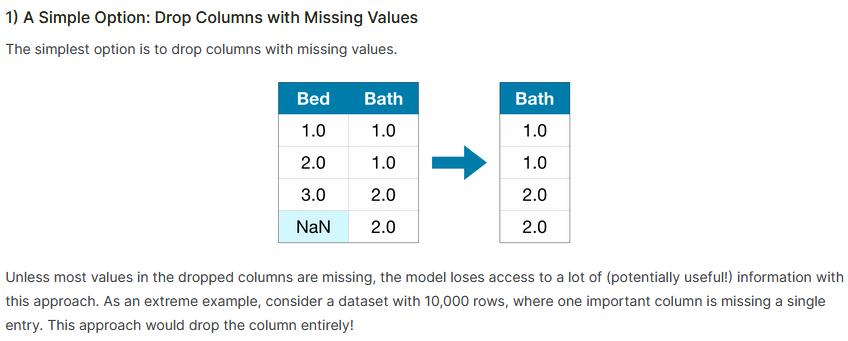 1) A Simple Option: Drop Columns with Missing Values
The simplest option is to drop columns with missing values.
Bed Bath Bath
1.0 1.0 1.0
2.0 1.0 1.0
3.0 2.0 2.0
NaN 2.0 2.0
Unless most values in the dropped columns are missing, the model loses access to a lot of (potentially useful!) information with
this approach. As an extreme example, consider a dataset with 10,000 rows, where one important column is missing a single
entry. This approach would drop the column entirely!